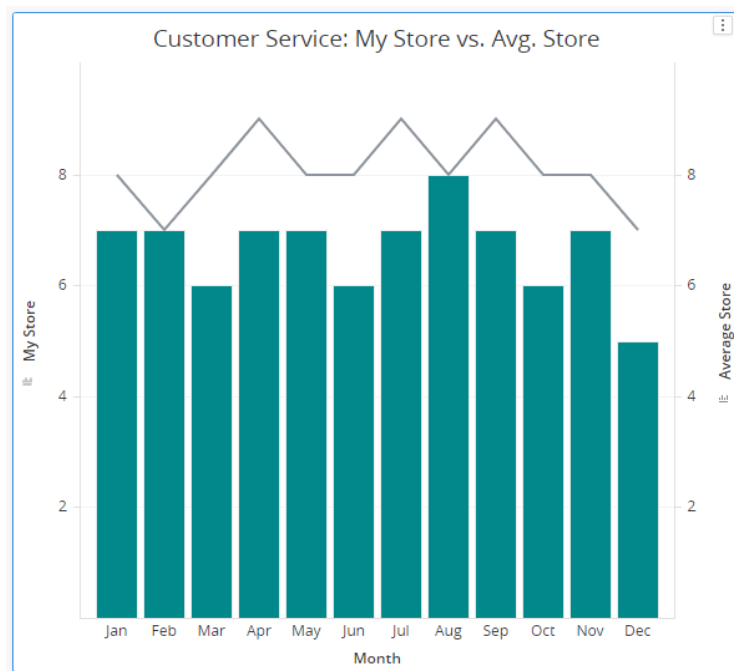 Customer Service: My Store vs. Avg. Store
8
6
4
2
My Store
8
6
4
2
Average Store
Jan Feb Mar Apr May Jun Jul Aug Sep Oct Nov Dec
Month